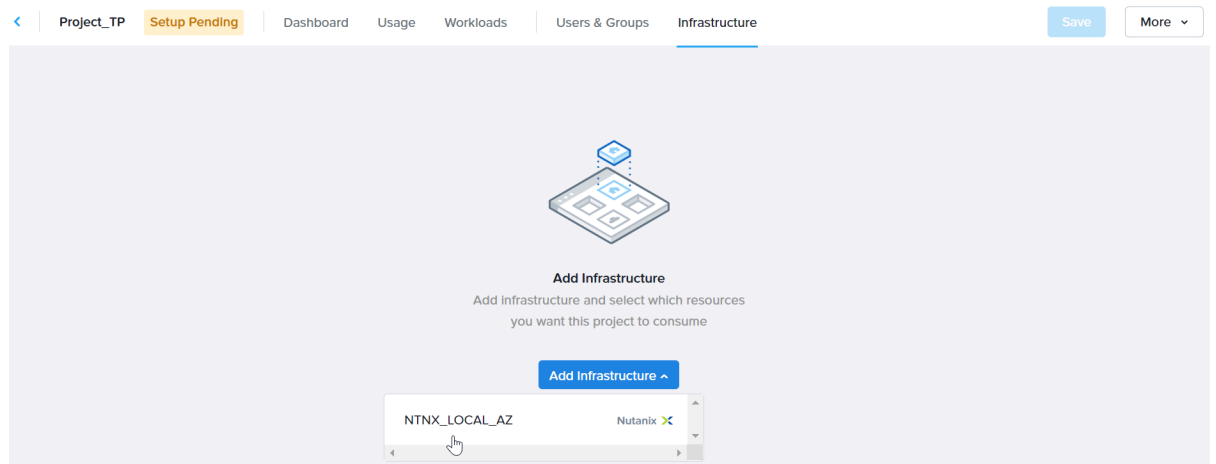 Project_TP Setup Pending Dashboard Usage Workloads Users & Groups Infrastructure Save More
Add Infrastructure
Add infrastructure and select which resources
you want this project to consume
Add Infrastructure
NTNX_LOCAL_AZ Nutanix